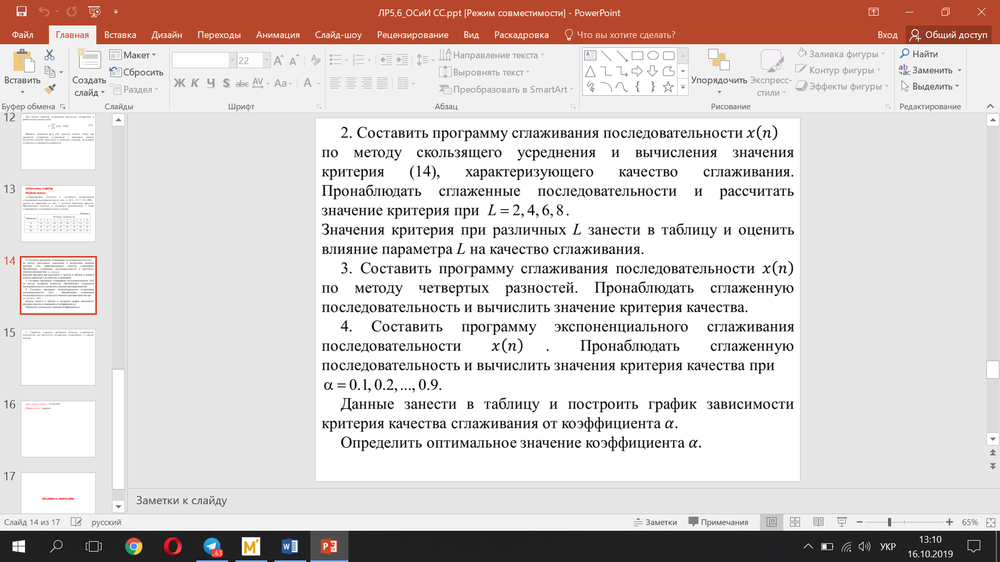 ЛР5,6_ОСиИ СС.ppt [Режим совместимости] - PowerPoint
Файл Главная Вставка Дизайн Переходы Анимация Слайд-шоу Рецензирование Вид Раскадровка Что вы хотите сделать? Вход Общий доступ
Вставить
Буфер обмена
Создать слайд
Макет
Сбросить
Раздел
Слайды
22
Ж К Ч S abc AV Aa A
Шрифт
Направление текста
Выровнять текст
Преобразовать в SmartArt
Абзац
Упорядочить
Экспресс-стили
Заливка фигуры
Контур фигуры
Эффекты фигуры
Рисование
Найти
Заменить
Выделить
Редактирование
12
13
ПРОГРАММА РАБОТЫ
14
15
16
17
СПАСИБО ЗА ВНИМАНИЕ!
2. Составить программу сглаживания последовательности x(n)
по методу скользящего усреднения и вычисления значения
критерия (14), характеризующего качество сглаживания.
Пронаблюдать сглаженные последовательности и рассчитать
значение критерия при L = 2, 4, 6, 8.
Значения критерия при различных L занести в таблицу и оценить
влияние параметра L на качество сглаживания.
3. Составить программу сглаживания последовательности x(n)
по методу четвертых разностей. Пронаблюдать сглаженную
последовательность и вычислить значение критерия качества.
4. Составить программу экспоненциального сглаживания
последовательности x(n) . Пронаблюдать сглаженную
последовательность и вычислить значения критерия качества при
α = 0.1, 0.2, ..., 0.9.
Данные занести в таблицу и построить график зависимости
критерия качества сглаживания от коэффициента α.
Определить оптимальное значение коэффициента α.
Заметки к слайду
Слайд 14 из 17 русский Заметки Примечания 65%
..63
УКР
13:10
16.10.2019